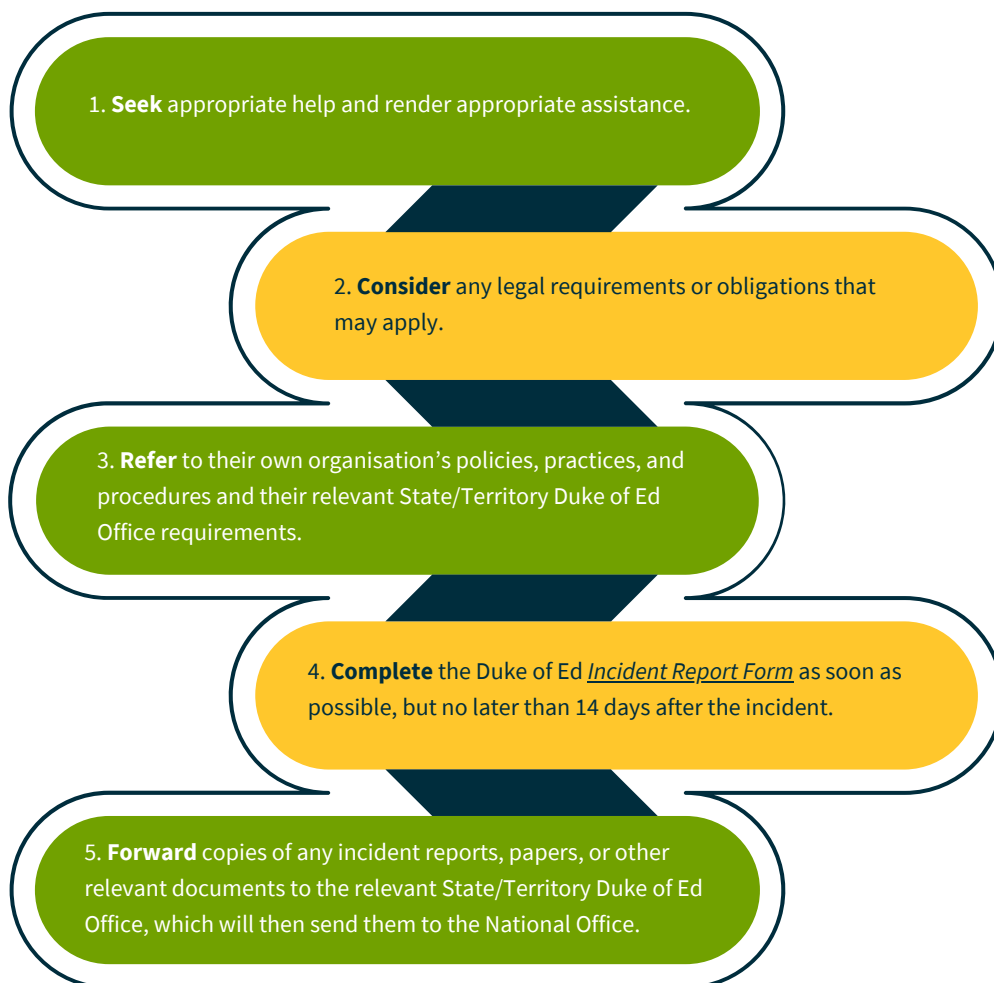 1. Seek appropriate help and render appropriate assistance.
2. Consider any legal requirements or obligations that
may apply.
3. Refer to their own organisation’s policies, practices, and
procedures and their relevant State/Territory Duke of Ed
Office requirements.
4. Complete the Duke of Ed Incident Report Form as soon as
possible, but no later than 14 days after the incident.
5. Forward copies of any incident reports, papers, or other
relevant documents to the relevant State/Territory Duke of Ed
Office, which will then send them to the National Office.